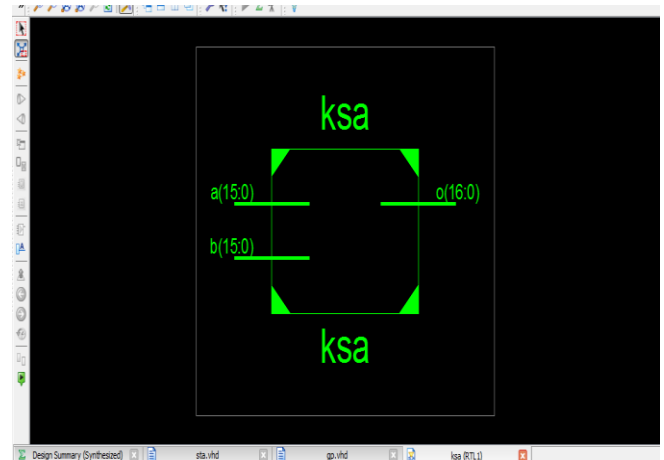 ksa
a(15:0) o(16:0)
b(15:0)
ksa
Design Summary (Synthesized) sta.vhd gp.vhd ksa (RTL1)